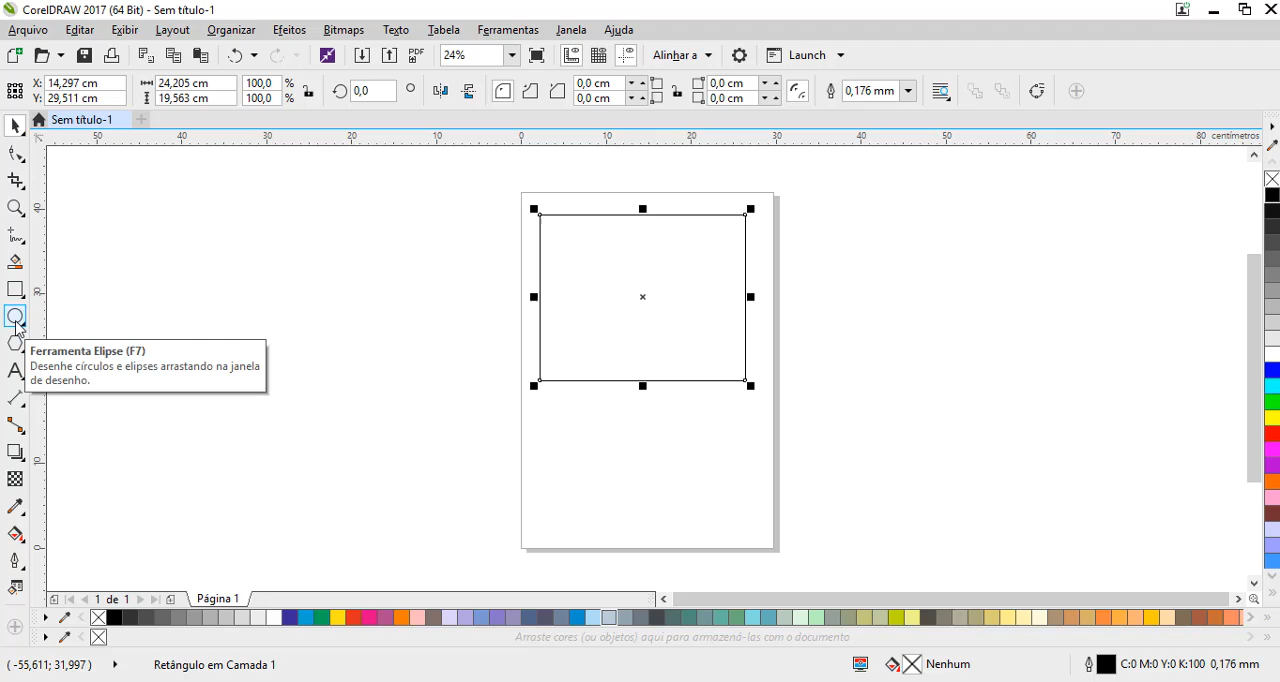 CorelDRAW 2017 (64 Bit) - Sem título-1
Arquivo Editar Exibir Layout Organizar Efeitos Bitmaps Texto Tabela Ferramentas Janela Ajuda
PDF 24% Alinhar a Launch
X: 14,297 cm 24,205 cm 100,0 % 0,0 0,0 cm 0,0 cm 0,176 mm
Y: 29,511 cm 19,563 cm 100,0 % 0,0 cm 0,0 cm
Sem título-1
50 40 30 20 10 0 10 20 30 40 50 60 70 80 centímetros
40
30
10
0
Ferramenta Elipse (F7)
Desenhe círculos e elipses arrastando na janela
de desenho.
1 de 1 Página 1
Arraste cores (ou objetos) aqui para armazená-las com o documento
( -55,611; 31,997 ) Retângulo em Camada 1 Nenhum C:0 M:0 Y:0 K:100 0,176 mm